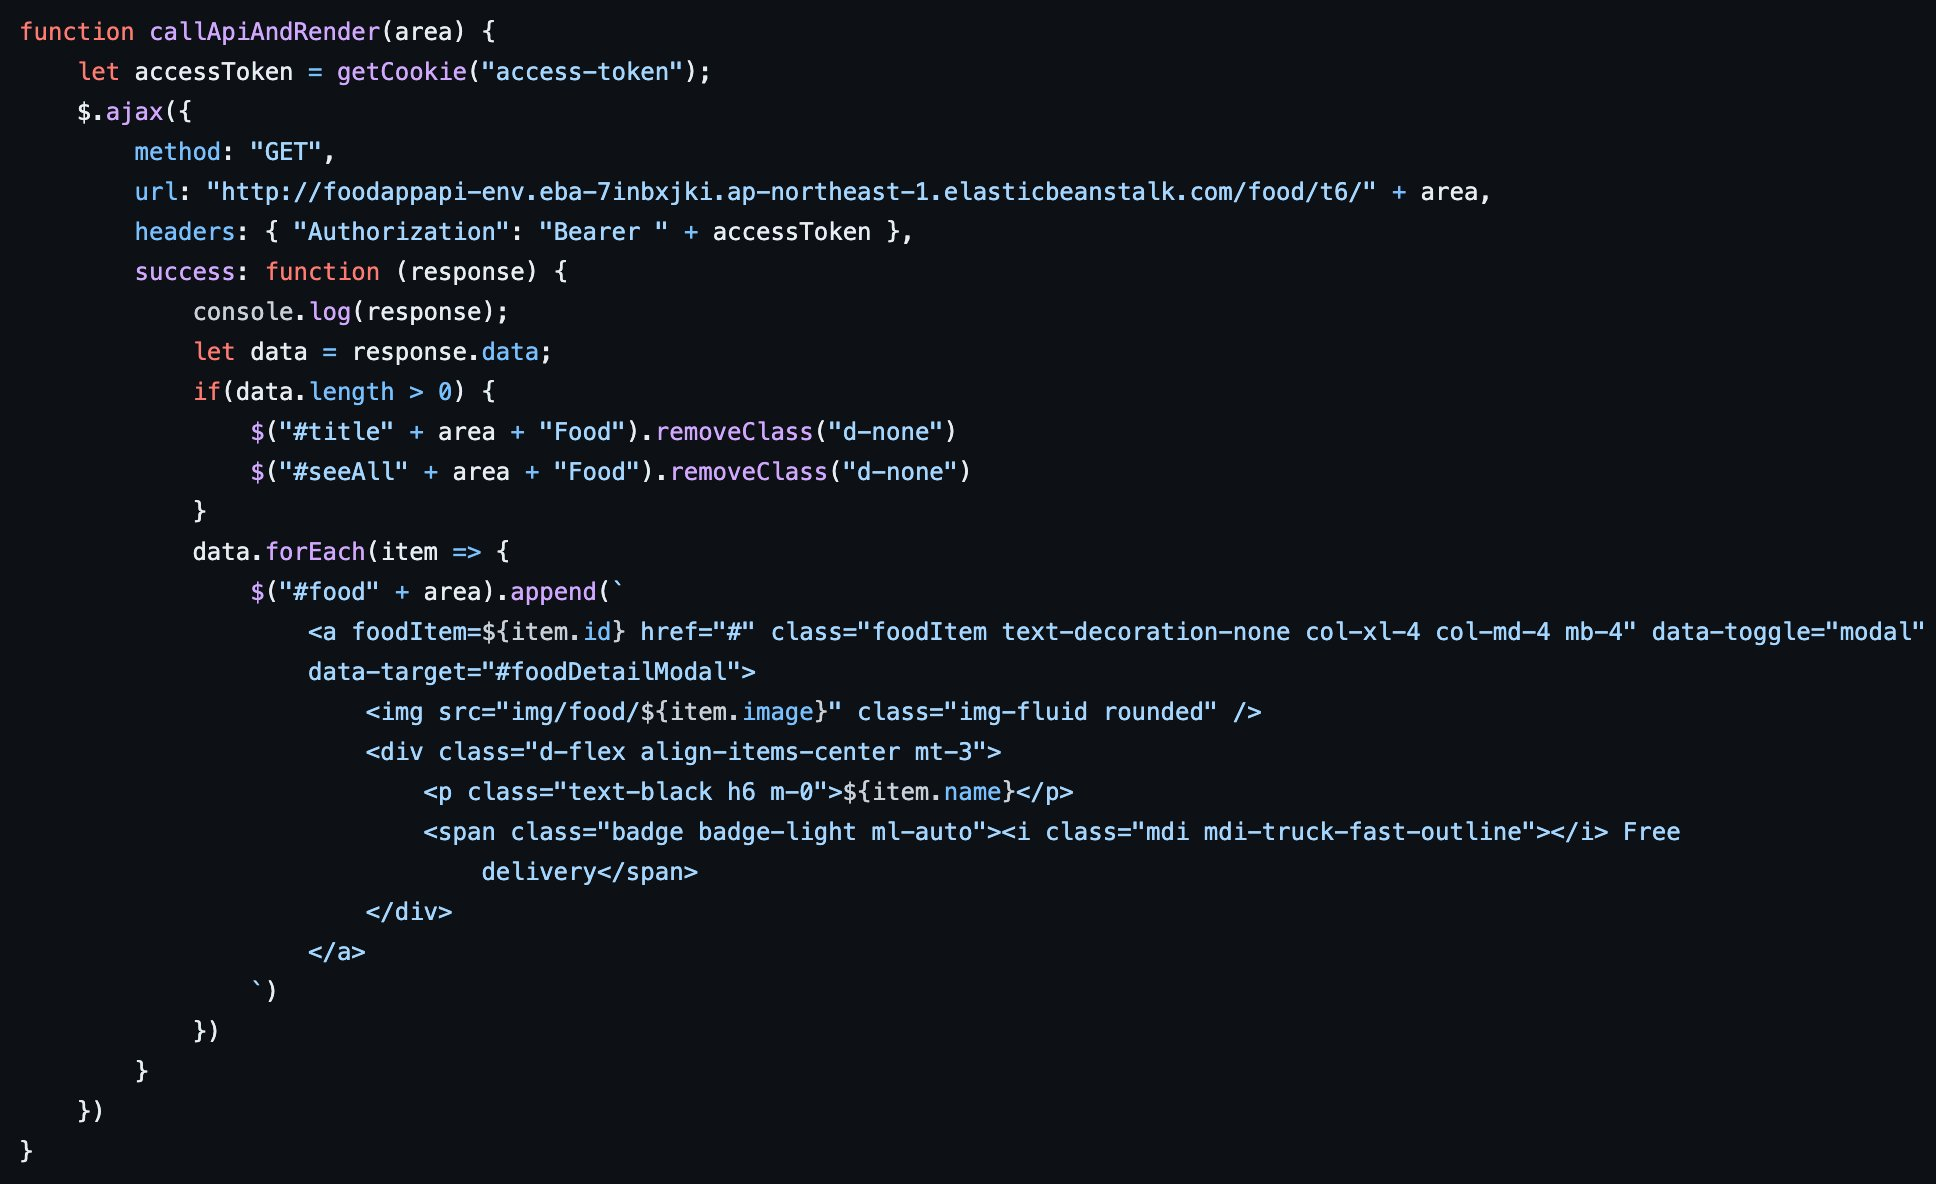 function callApiAndRender(area) {
    let accessToken = getCookie("access-token");
    $.ajax({
        method: "GET",
        url: "http://foodappapi-env.eba-7inbxjki.ap-northeast-1.elasticbeanstalk.com/food/t6/" + area,
        headers: { "Authorization": "Bearer " + accessToken },
        success: function (response) {
            console.log(response);
            let data = response.data;
            if(data.length > 0) {
                $("#title" + area + "Food").removeClass("d-none")
                $("#seeAll" + area + "Food").removeClass("d-none")
            }
            data.forEach(item => {
                $("#food" + area).append(`
                    <a foodItem=${item.id} href="#" class="foodItem text-decoration-none col-xl-4 col-md-4 mb-4" data-toggle="modal"
                    data-target="#foodDetailModal">
                        <img src="img/food/${item.image}" class="img-fluid rounded" />
                        <div class="d-flex align-items-center mt-3">
                            <p class="text-black h6 m-0">${item.name}</p>
                            <span class="badge badge-light ml-auto"><i class="mdi mdi-truck-fast-outline"></i> Free
                                delivery</span>
                        </div>
                    </a>
                `)
            })
        }
    })
}